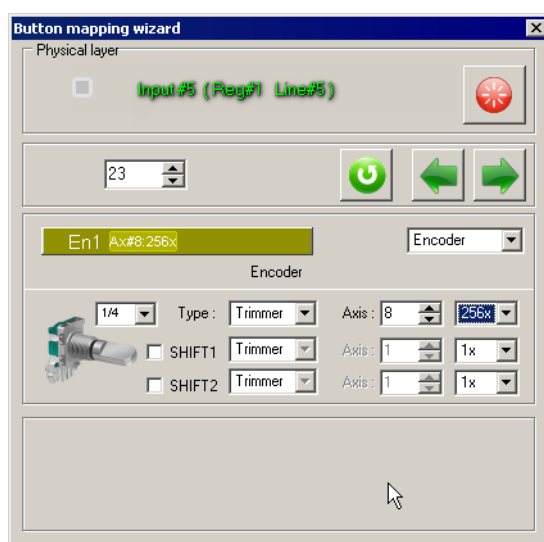 Button mapping wizard
Physical layer
Input#5 (Reg#1 Line#5)
23
En1 Ax#8:256x
Encoder
Encoder
1/4 Type : Trimmer Axis : 8 256x
SHIFT1 Trimmer Axis : 1 1x
SHIFT2 Trimmer Axis : 1 1x